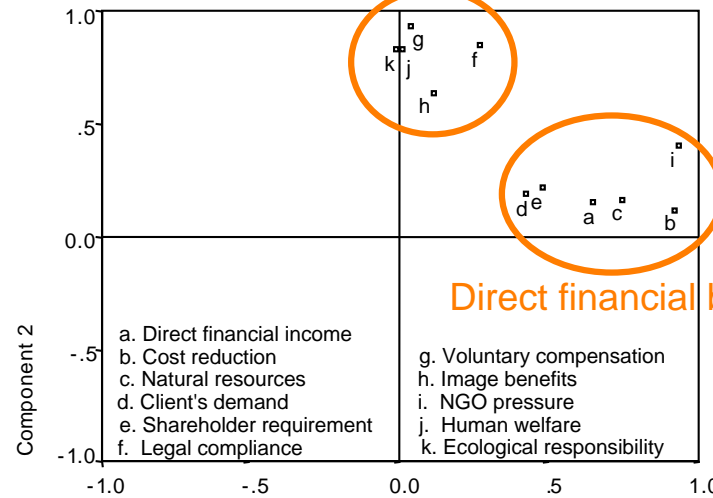 1.0
g
k
j
f
h
.5
i
d
e
a
c
b
0.0
Direct financial
Component 2
a. Direct financial income
b. Cost reduction
c. Natural resources
d. Client's demand
e. Shareholder requirement
f. Legal compliance
g. Voluntary compensation
h. Image benefits
i. NGO pressure
j. Human welfare
k. Ecological responsibility
-.5
-1.0
-1.0
-.5
0.0
.5
1.0